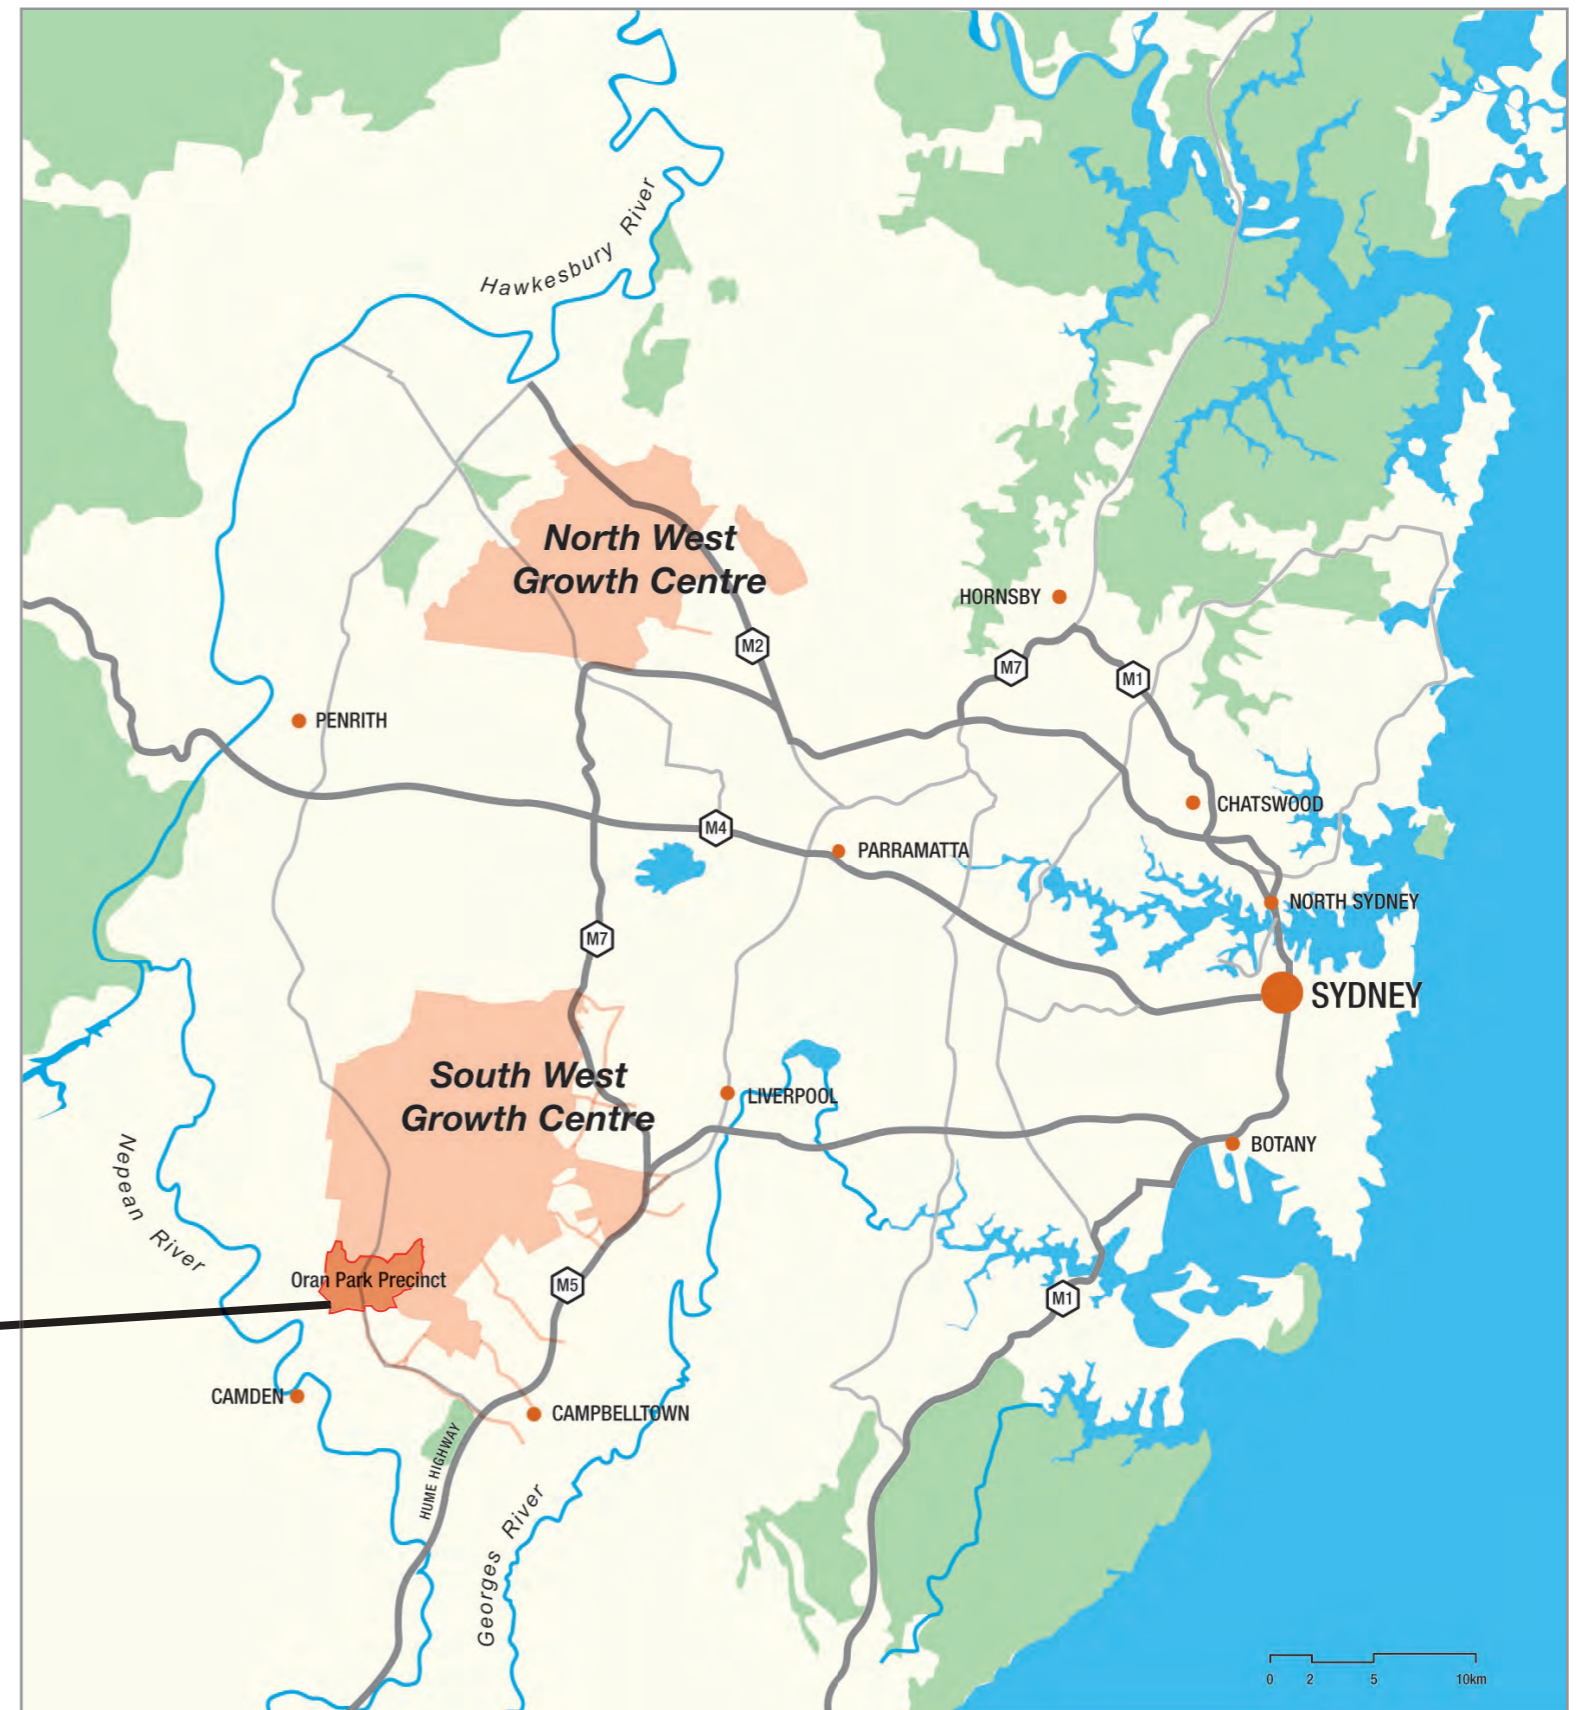 Hawkesbury River
North West
Growth Centre
HORNSBY
M2
M7
M1
PENRITH
CHATSWOOD
M4
PARRAMATTA
NORTH SYDNEY
M7
SYDNEY
South West
Growth Centre
LIVERPOOL
BOTANY
Nepean River
Oran Park Precinct
M5
M1
CAMDEN
CAMPBELLTOWN
HUME HIGHWAY
Georges River
0 2 5 10km